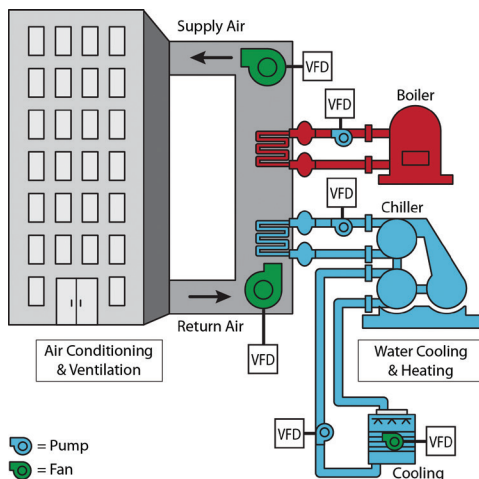 Supply Air
VFD
VFD
Boiler
VFD
Chiller
Return Air
VFD
Air Conditioning
& Ventilation
Water Cooling
& Heating
VFD
VFD
= Pump
= Fan
Cooling